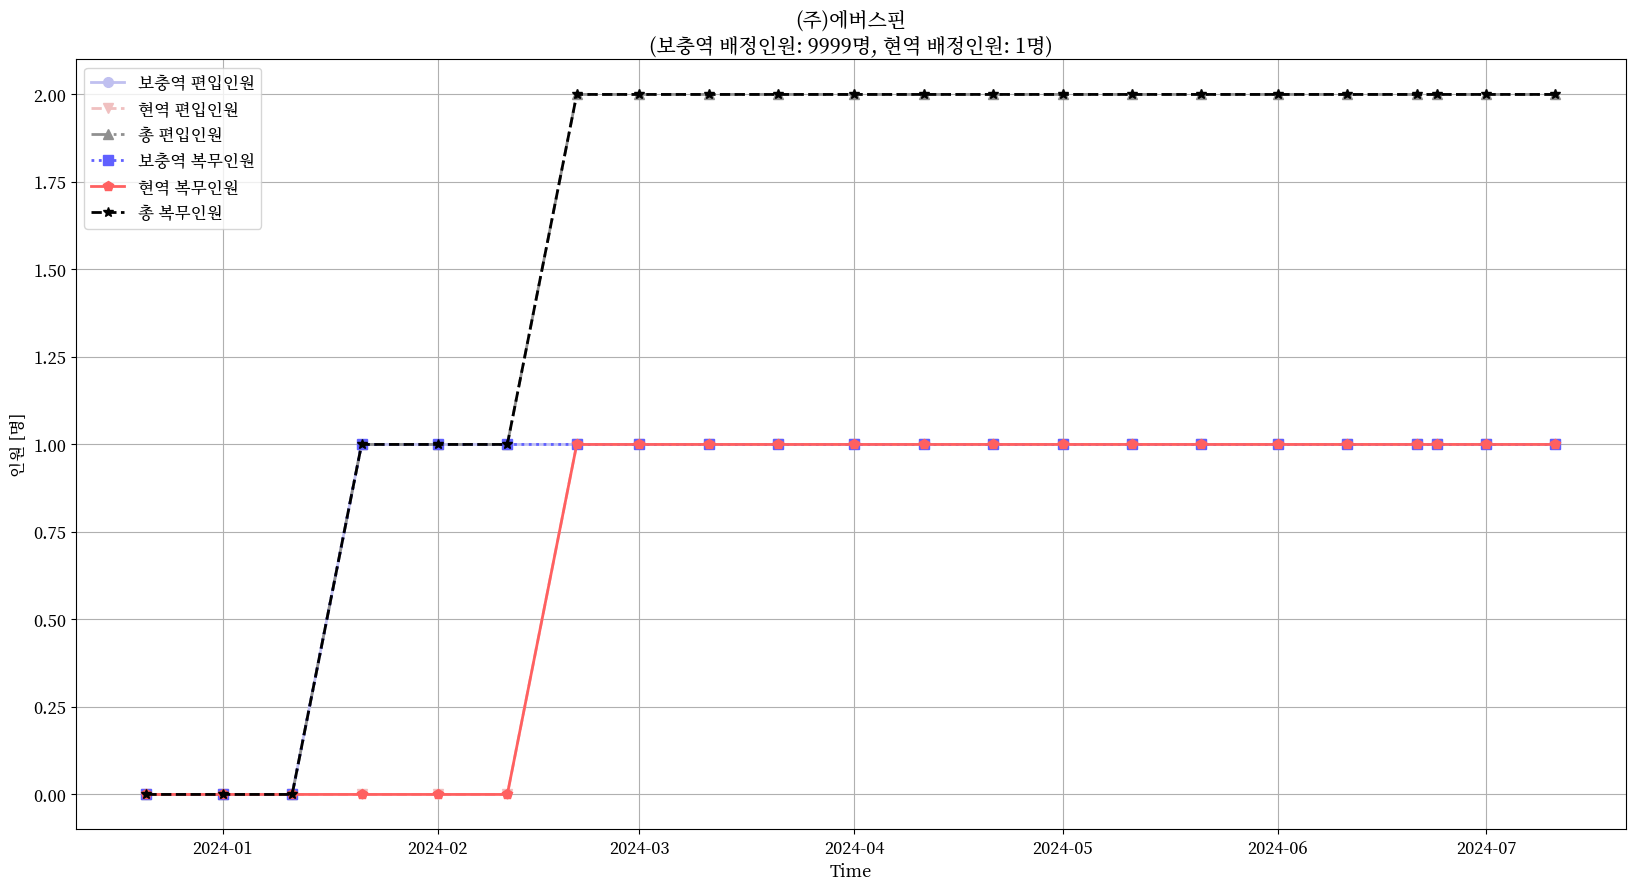 (주)에버스핀
(보충역 배정인원: 9999명, 현역 배정인원: 1명)
보충역 편입인원
현역 편입인원
총 편입인원
보충역 복무인원
현역 복무인원
총 복무인원
2.00
1.75
1.50
1.25
1.00
0.75
0.50
0.25
0.00
인원 [명]
2024-01 2024-02 2024-03 2024-04 2024-05 2024-06 2024-07
Time